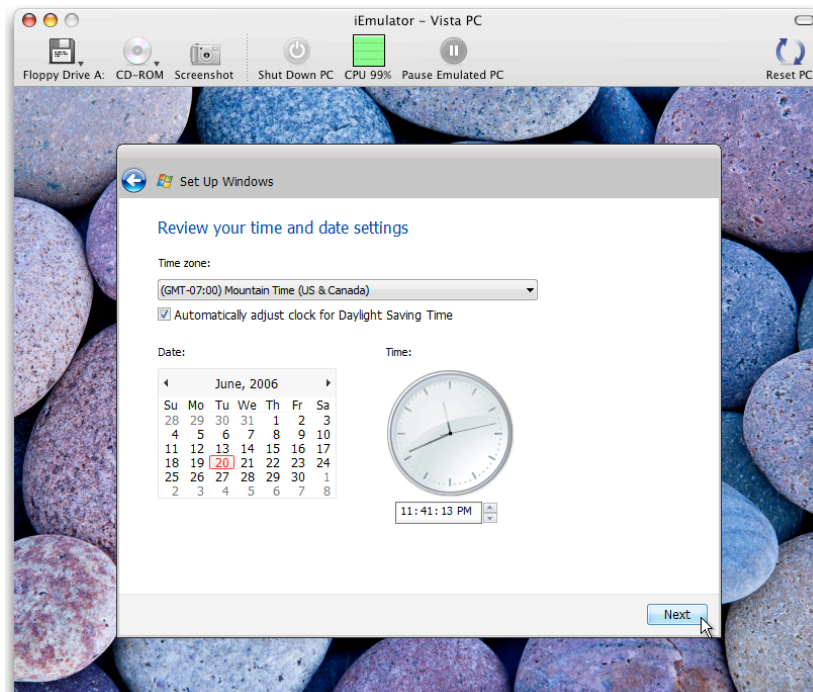 iEmulator – Vista PC
Floppy Drive A: CD-ROM Screenshot Shut Down PC CPU 99% Pause Emulated PC Reset PC
Set Up Windows
Review your time and date settings
Time zone:
(GMT-07:00) Mountain Time (US & Canada)
Automatically adjust clock for Daylight Saving Time
Date: Time:
June, 2006
Su Mo Tu We Th Fr Sa
28 29 30 31 1 2 3
4 5 6 7 8 9 10
11 12 13 14 15 16 17
18 19 20 21 22 23 24
25 26 27 28 29 30 1
2 3 4 5 6 7 8
11:41:13 PM
Next